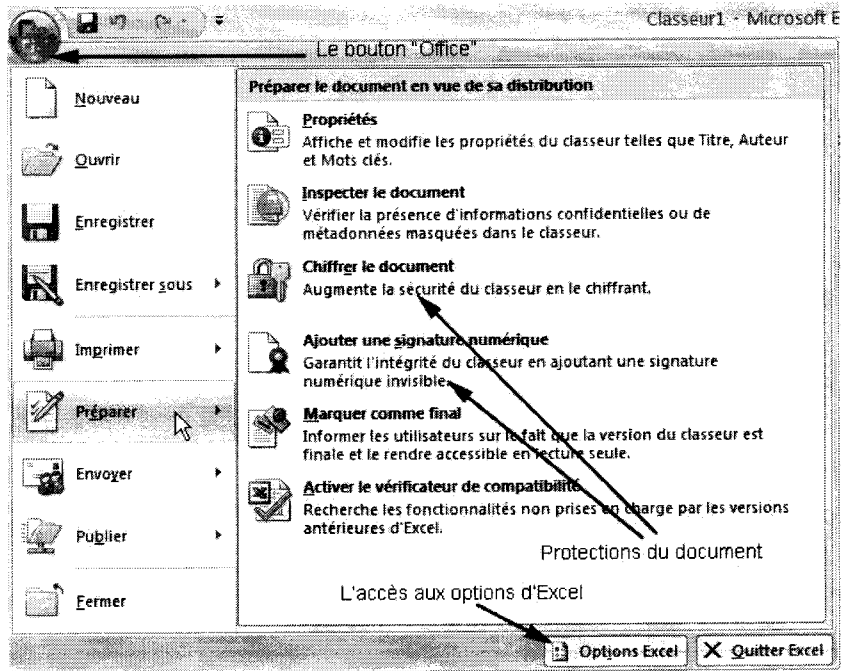 Classeur1 - Microsoft E
Le bouton "Office"
Nouveau
Ouvrir
Enregistrer
Enregistrer sous
Imprimer
Préparer
Envoyer
Publier
Fermer
Préparer le document en vue de sa distribution
Propriétés
Affiche et modifie les propriétés du classeur telles que Titre, Auteur
et Mots clés.
Inspecter le document
Vérifier la présence d'informations confidentielles ou de
métadonnées masquées dans le classeur.
Chiffrer le document
Augmente la sécurité du classeur en le chiffrant.
Ajouter une signature numérique
Garantit l'intégrité du classeur en ajoutant une signature
numérique invisible.
Marquer comme final
Informer les utilisateurs sur le fait que la version du classeur est
finale et le rendre accessible en lecture seule.
Activer le vérificateur de compatibilité
Recherche les fonctionnalités non prises en charge par les versions
antérieures d'Excel.
Protections du document
L'accès aux options d'Excel
Options Excel
Quitter Excel